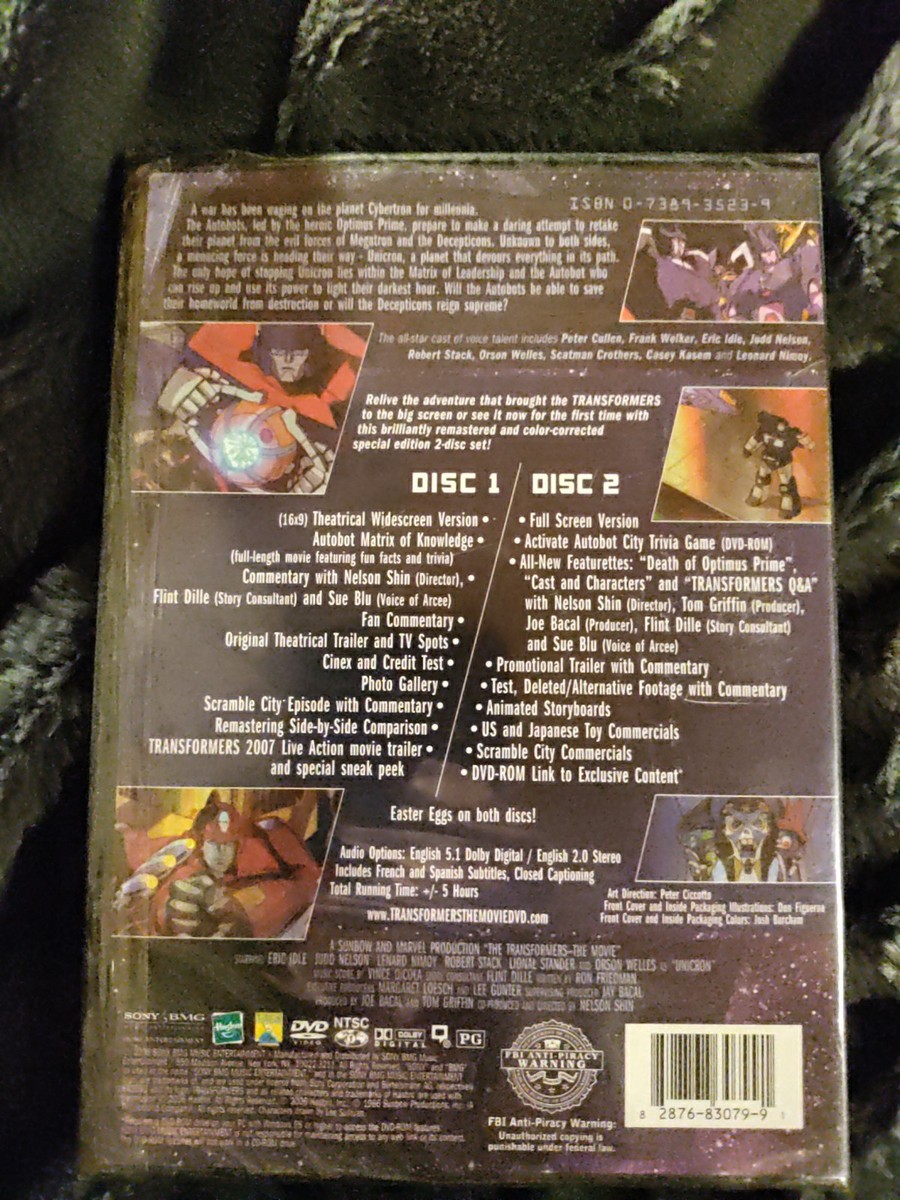 ISBN 0-7389-3523-9
A war has been waging on the planet Cybertron for millennia.
The Autobots, led by the heroic Optimus Prime, prepare to make a daring attempt to retake
their planet from the evil forces of Megatron and the Decepticons. Unknown to both sides,
a menacing force is heading their way - Unicron, a planet that devours everything in its path.
The only hope of stopping Unicron lies within the Matrix of Leadership and the Autobot who
can rise up and use its power to light their darkest hour. Will the Autobots be able to save
their homeworld from destruction or will the Decepticons reign supreme?
The all-star cast of voice talent includes Peter Cullen, Frank Welker, Eric Idle, Judd Nelson,
Robert Stack, Orson Welles, Scatman Crothers, Casey Kasem and Leonard Nimoy.
Relive the adventure that brought the TRANSFORMERS
to the big screen or see it now for the first time with
this brilliantly remastered and color-corrected
special edition 2-disc set!
DISC 1
(16x9) Theatrical Widescreen Version •
Autobot Matrix of Knowledge •
(full-length movie featuring fun facts and trivia)
Commentary with Nelson Shin (Director), •
Flint Dille (Story Consultant) and Sue Blu (Voice of Arcee)
Fan Commentary •
Original Theatrical Trailer and TV Spots •
Cinex and Credit Test •
Photo Gallery •
Scramble City Episode with Commentary •
Remastering Side-by-Side Comparison •
TRANSFORMERS 2007 Live Action movie trailer •
and special sneak peek
DISC 2
• Full Screen Version
• Activate Autobot City Trivia Game (DVD-ROM)
• All-New Featurettes: "Death of Optimus Prime",
"Cast and Characters" and "TRANSFORMERS Q&A"
with Nelson Shin (Director), Tom Griffin (Producer),
Joe Bacal (Producer), Flint Dille (Story Consultant)
and Sue Blu (Voice of Arcee)
• Promotional Trailer with Commentary
• Test, Deleted/Alternative Footage with Commentary
• Animated Storyboards
• US and Japanese Toy Commercials
• Scramble City Commercials
• DVD-ROM Link to Exclusive Content*
Easter Eggs on both discs!
Audio Options: English 5.1 Dolby Digital / English 2.0 Stereo
Includes French and Spanish Subtitles, Closed Captioning
Total Running Time: +/- 5 Hours
www.TRANSFORMERSTHEMOVIEDVD.com
Art Direction: Peter Ciccotto
Front Cover and Inside Packaging Illustrations: Don Figueroa
Front Cover and Inside Packaging Colors: Josh Burcham
A SUNBOW AND MARVEL PRODUCTION "THE TRANSFORMERS-THE MOVIE"
STARRING ERIC IDLE JUDD NELSON LENARD NIMOY ROBERT STACK LIONAL STANDER AND ORSON WELLES AS "UNICRON"
MUSIC SCORE BY VINCE DICOLA STORY CONSULTANT FLINT DILLE WRITTEN BY RON FRIEDMAN
EXECUTIVE PRODUCERS MARGARET LOESCH AND LEE GUNTER SUPERVISING PRODUCER JAY BACAL
PRODUCED BY JOE BACAL AND TOM GRIFFIN CO-PRODUCED AND DIRECTED BY NELSON SHIN
SONY BMG
MUSIC ENTERTAINMENT
Hasbro
DVD
VIDEO
NTSC
DOLBY
DIGITAL
PG
FBI ANTI-PIRACY
WARNING
FBI Anti-Piracy Warning:
Unauthorized copying is
punishable under federal law.
8 2876-83079-9